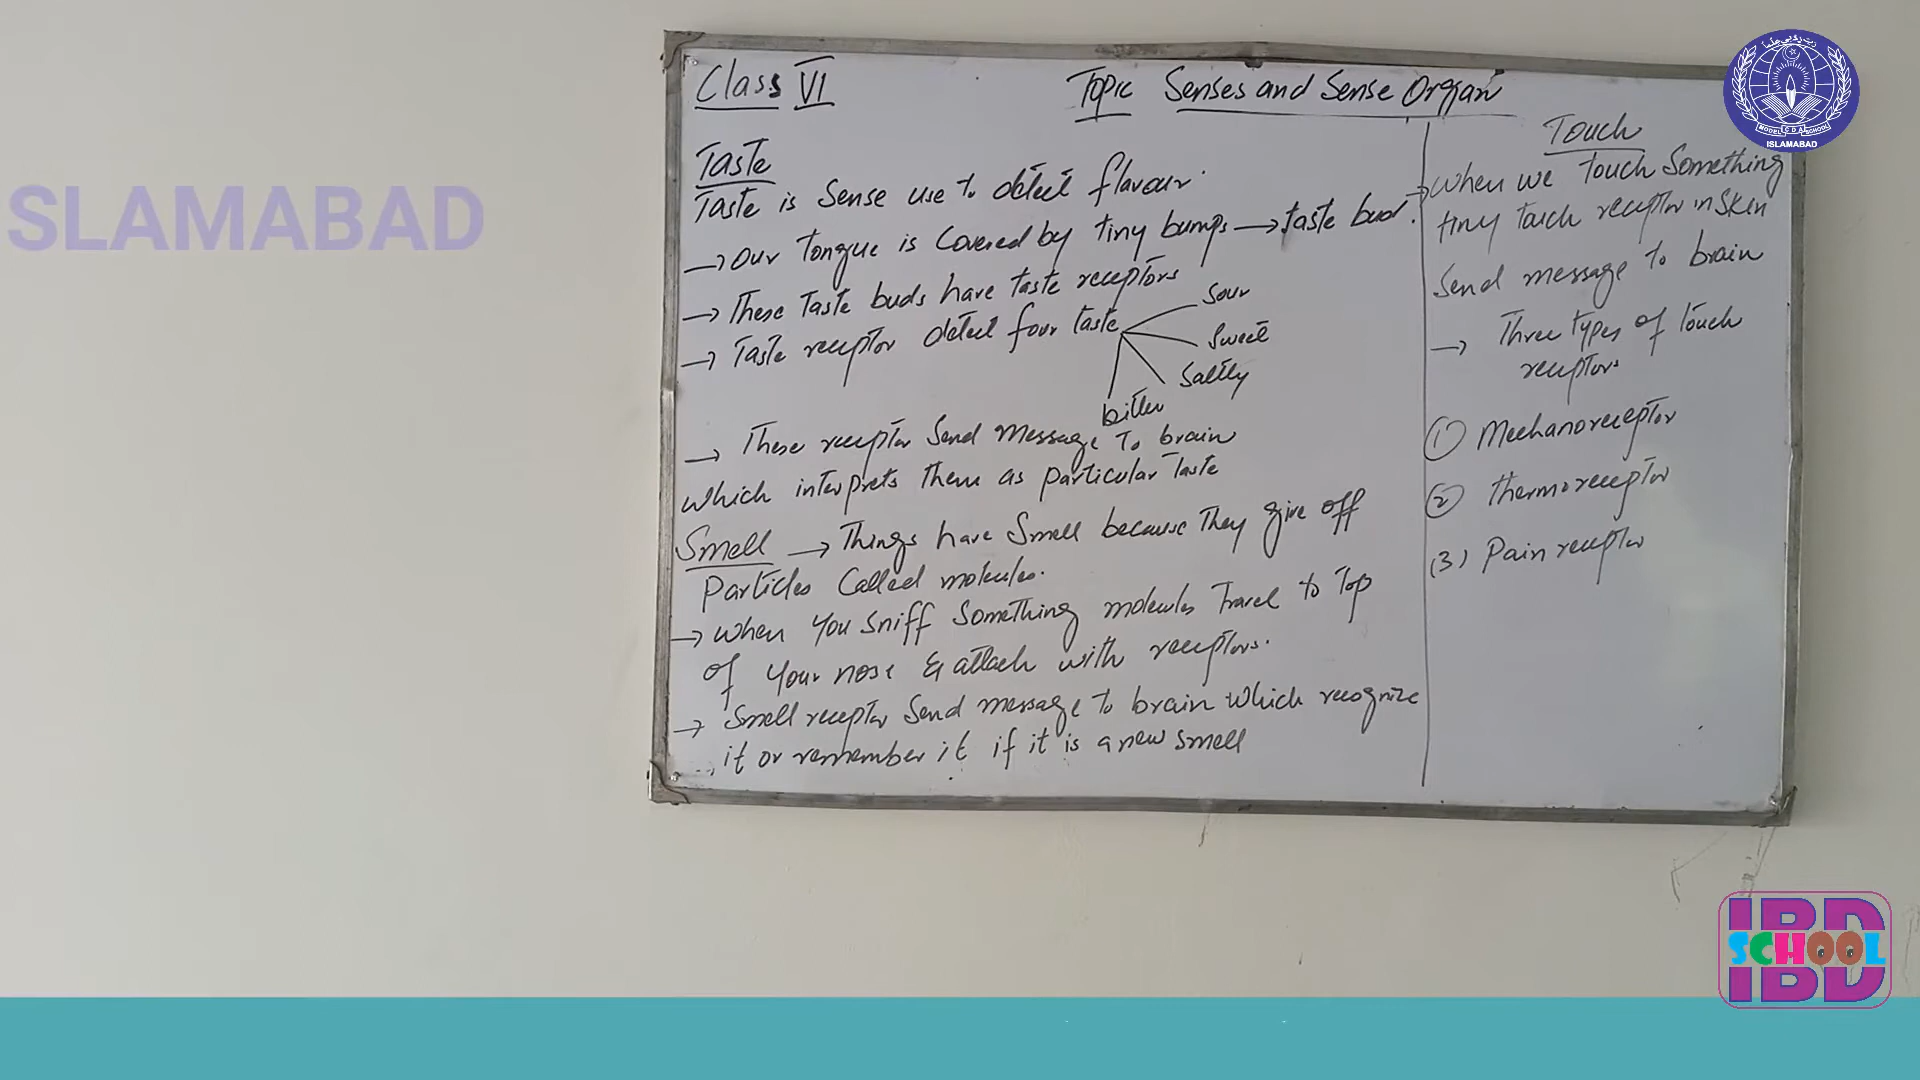 Class VI
Topic Senses and Sense Organ
Taste
Taste is Sense use to detect flavour.
→ Our tongue is covered by tiny bumps → taste bud.
→ These Taste buds have taste receptors
→ Taste receptor detect four taste
Sour
Sweet
Saltly
bitter
→ These receptor Send Message To brain
which interprets them as particular Taste
Smell → Things have Smell because They give off
Particles Called molecules.
→ when you sniff Something molecules Travel to Top
of your nose & attach with receptors.
→ Smell receptor Send message to brain which recognize
it or remember it if it is a new smell
Touch
→ when we touch Something
tiny touch receptor in Skin
Send message to brain
→ Three types of touch
receptors
① Mechanoreceptor
② thermoreceptor
(3) Pain receptor
SLAMABAD
MODEL CDA SCHOOL
ISLAMABAD
IBD
SCHOOL
IBD